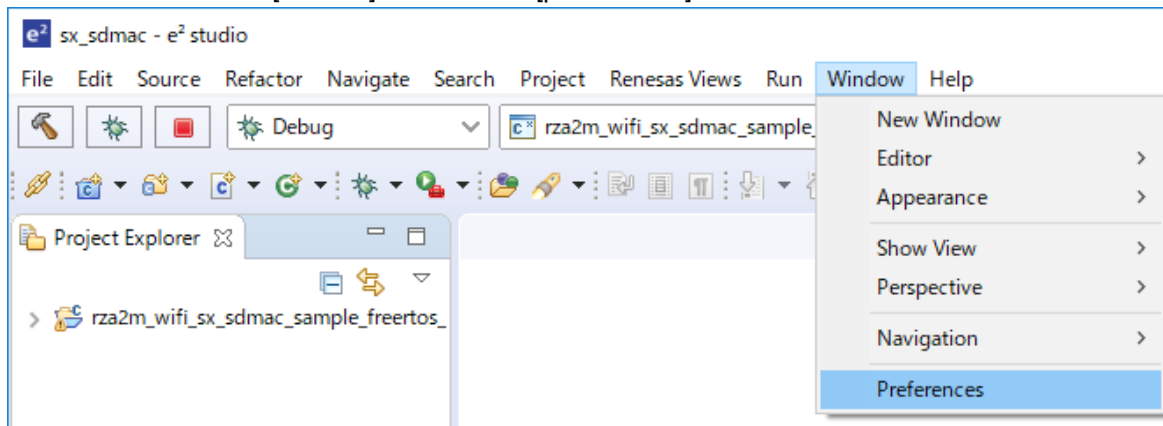 e² sx_sdmac - e² studio
File Edit Source Refactor Navigate Search Project Renesas Views Run Window Help
Debug rza2m_wifi_sx_sdmac_sample_
New Window
Editor
Appearance
Project Explorer
Show View
Perspective
rza2m_wifi_sx_sdmac_sample_freertos_
Navigation
Preferences